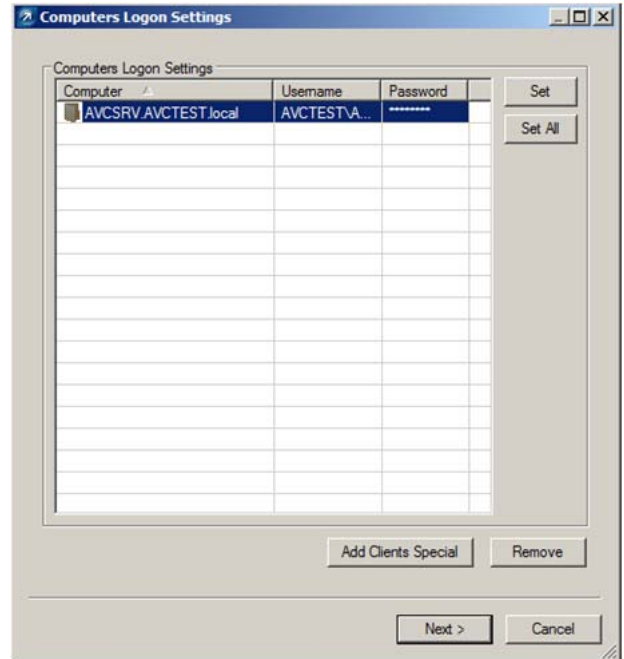 Computers Logon Settings
Computers Logon Settings
Computer Username Password
AVCSRV.AVCTEST.local AVCTEST\A... ********
Set
Set All
Add Clients Special Remove
Next > Cancel